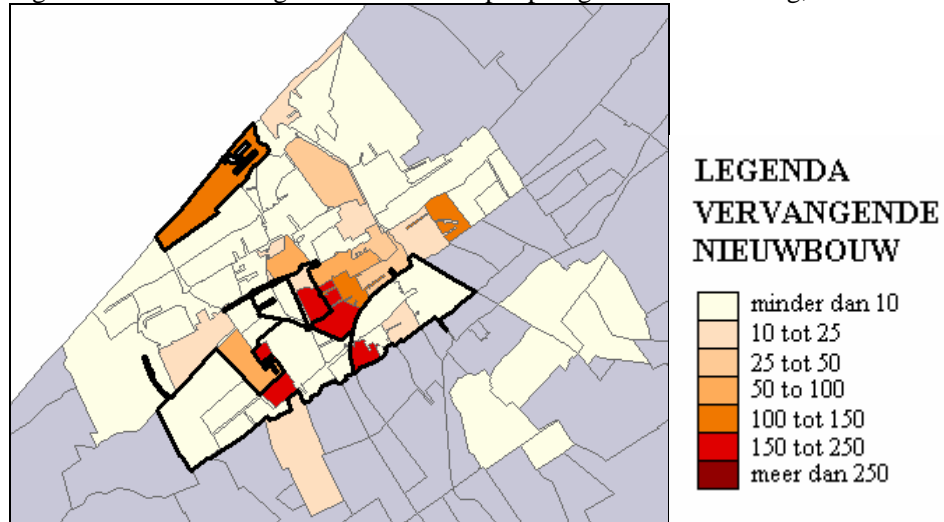 LEGENDA
VERVANGENDE
NIEUWBOUW
minder dan 10
10 tot 25
25 tot 50
50 to 100
100 tot 150
150 tot 250
meer dan 250